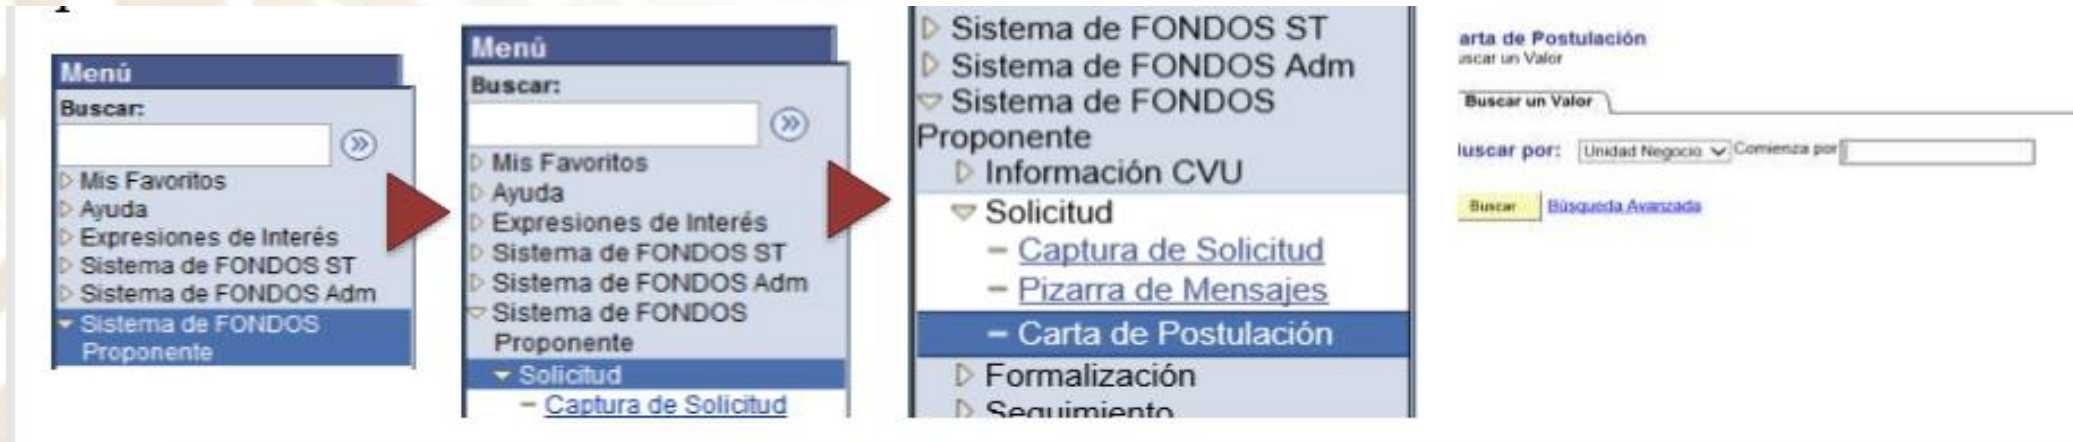 Menú
Buscar:
Mis Favoritos
Ayuda
Expresiones de Interés
Sistema de FONDOS ST
Sistema de FONDOS Adm
Sistema de FONDOS
Proponente
Menú
Buscar:
Mis Favoritos
Ayuda
Expresiones de Interés
Sistema de FONDOS ST
Sistema de FONDOS Adm
Sistema de FONDOS
Proponente
Solicitud
Captura de Solicitud
Sistema de FONDOS ST
Sistema de FONDOS Adm
Sistema de FONDOS
Proponente
Información CVU
Solicitud
Captura de Solicitud
Pizarra de Mensajes
Carta de Postulación
Formalización
Seguimiento
arta de Postulación
uscar un Valor
Buscar un Valor
uscar por: Unidad Negocio Comienza por
Buscar Búsqueda Avanzada